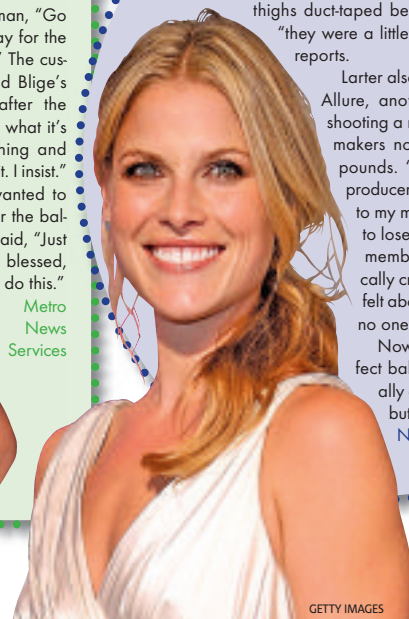 man, "Go
ay for the
The cus-
d Blige's
after the
what it's
ning and
t. I insist."
wanted to
r the bal-
aid, "Just
blessed,
do this."
Metro
News
Services
thighs duct-taped be
"they were a little
reports.
Larter als
Allure, ano
shooting a
makers no
pounds. "
producer
to my m
to lose
memb
cally c
felt ab
no one
Now
fect bal
ally
but
N
GETTY IMAGES